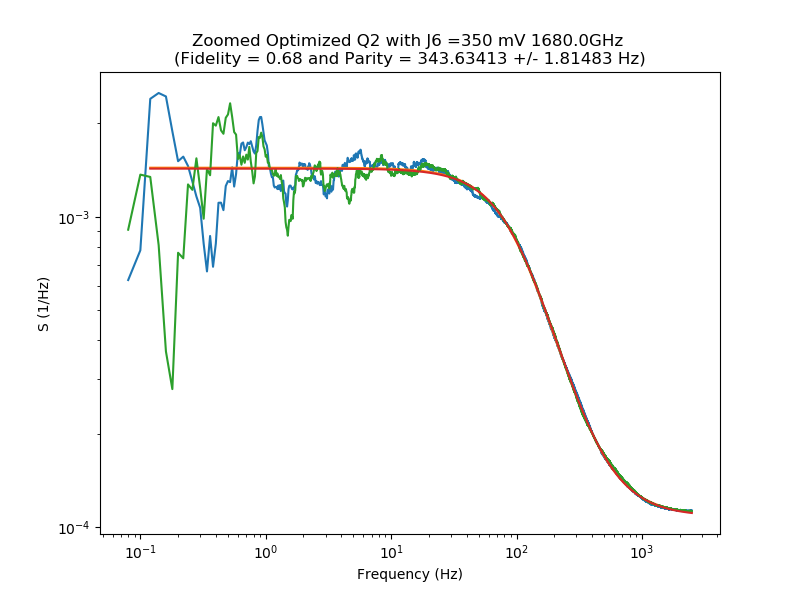 Zoomed Optimized Q2 with J6 =350 mV 1680.0GHz
(Fidelity = 0.68 and Parity = 343.63413 +/- 1.81483 Hz)
S (1/Hz)
10⁻³
10⁻⁴
10⁻¹ 10⁰ 10¹ 10² 10³
Frequency (Hz)